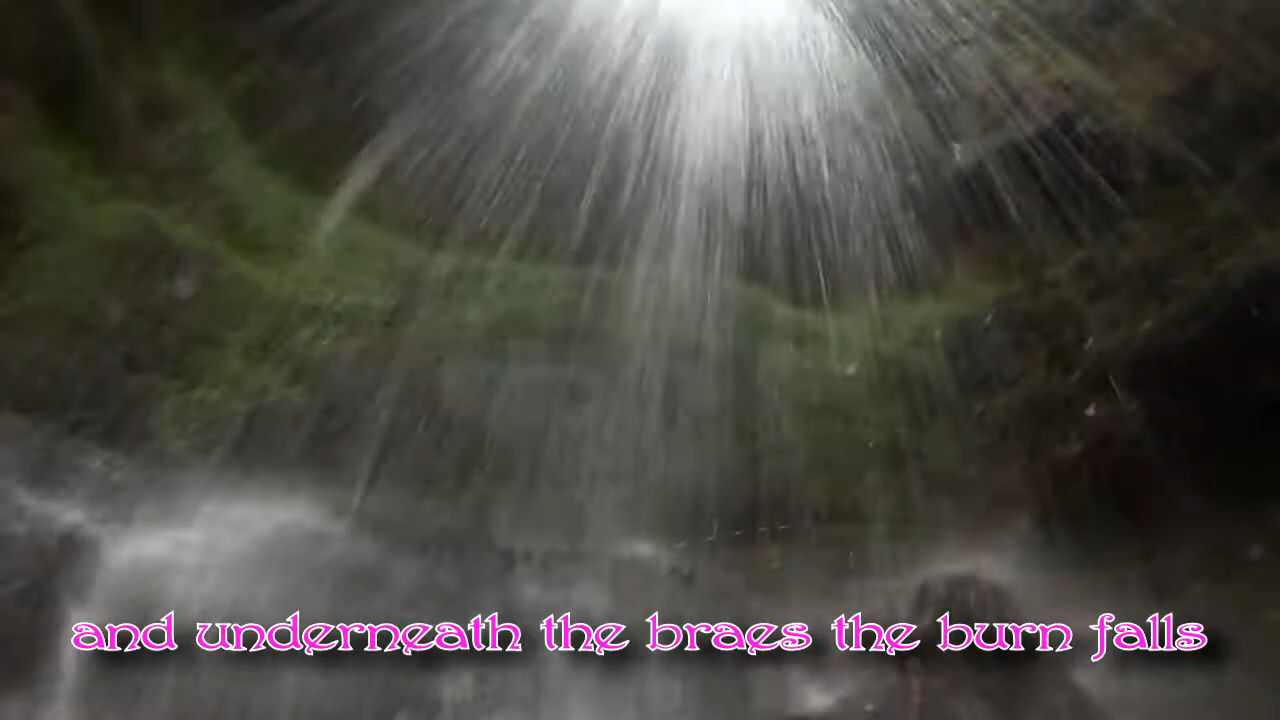 and underneath the braes the burn falls